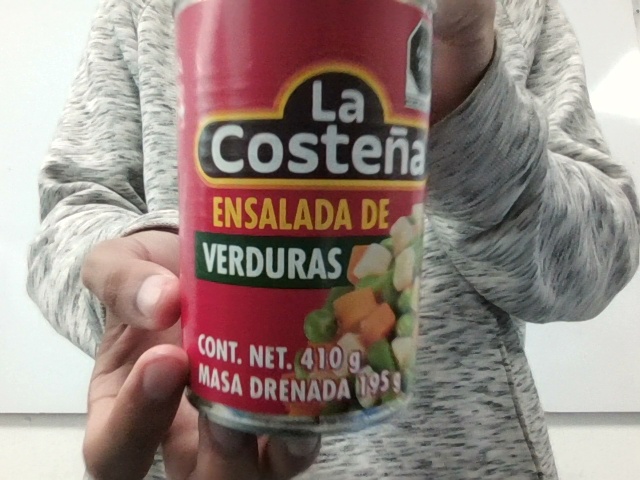 La
Costeña
ENSALADA DE
VERDURAS
CONT. NET. 410 g
MASA DRENADA 195 g